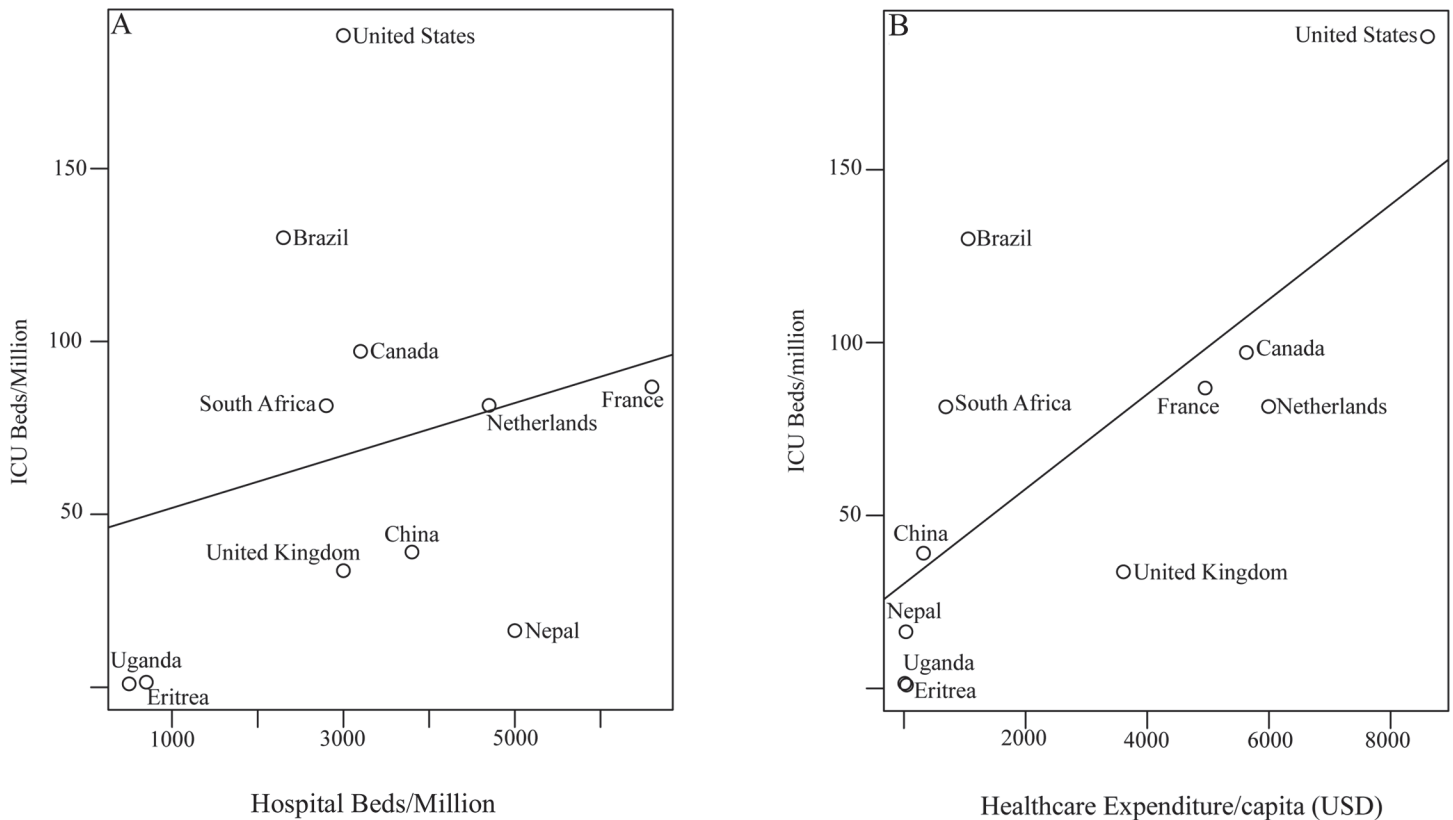 A
United States
150
Brazil
100
Canada
South Africa
France
Netherlands
50
China
United Kingdom
Nepal
Uganda
Eritrea
1000
3000
5000
ICU Beds/Million
Hospital Beds/Million
B
United States
150
Brazil
100
Canada
South Africa
France
Netherlands
50
China
United Kingdom
Nepal
Uganda
Eritrea
2000
4000
6000
8000
ICU Beds/million
Healthcare Expenditure/capita (USD)